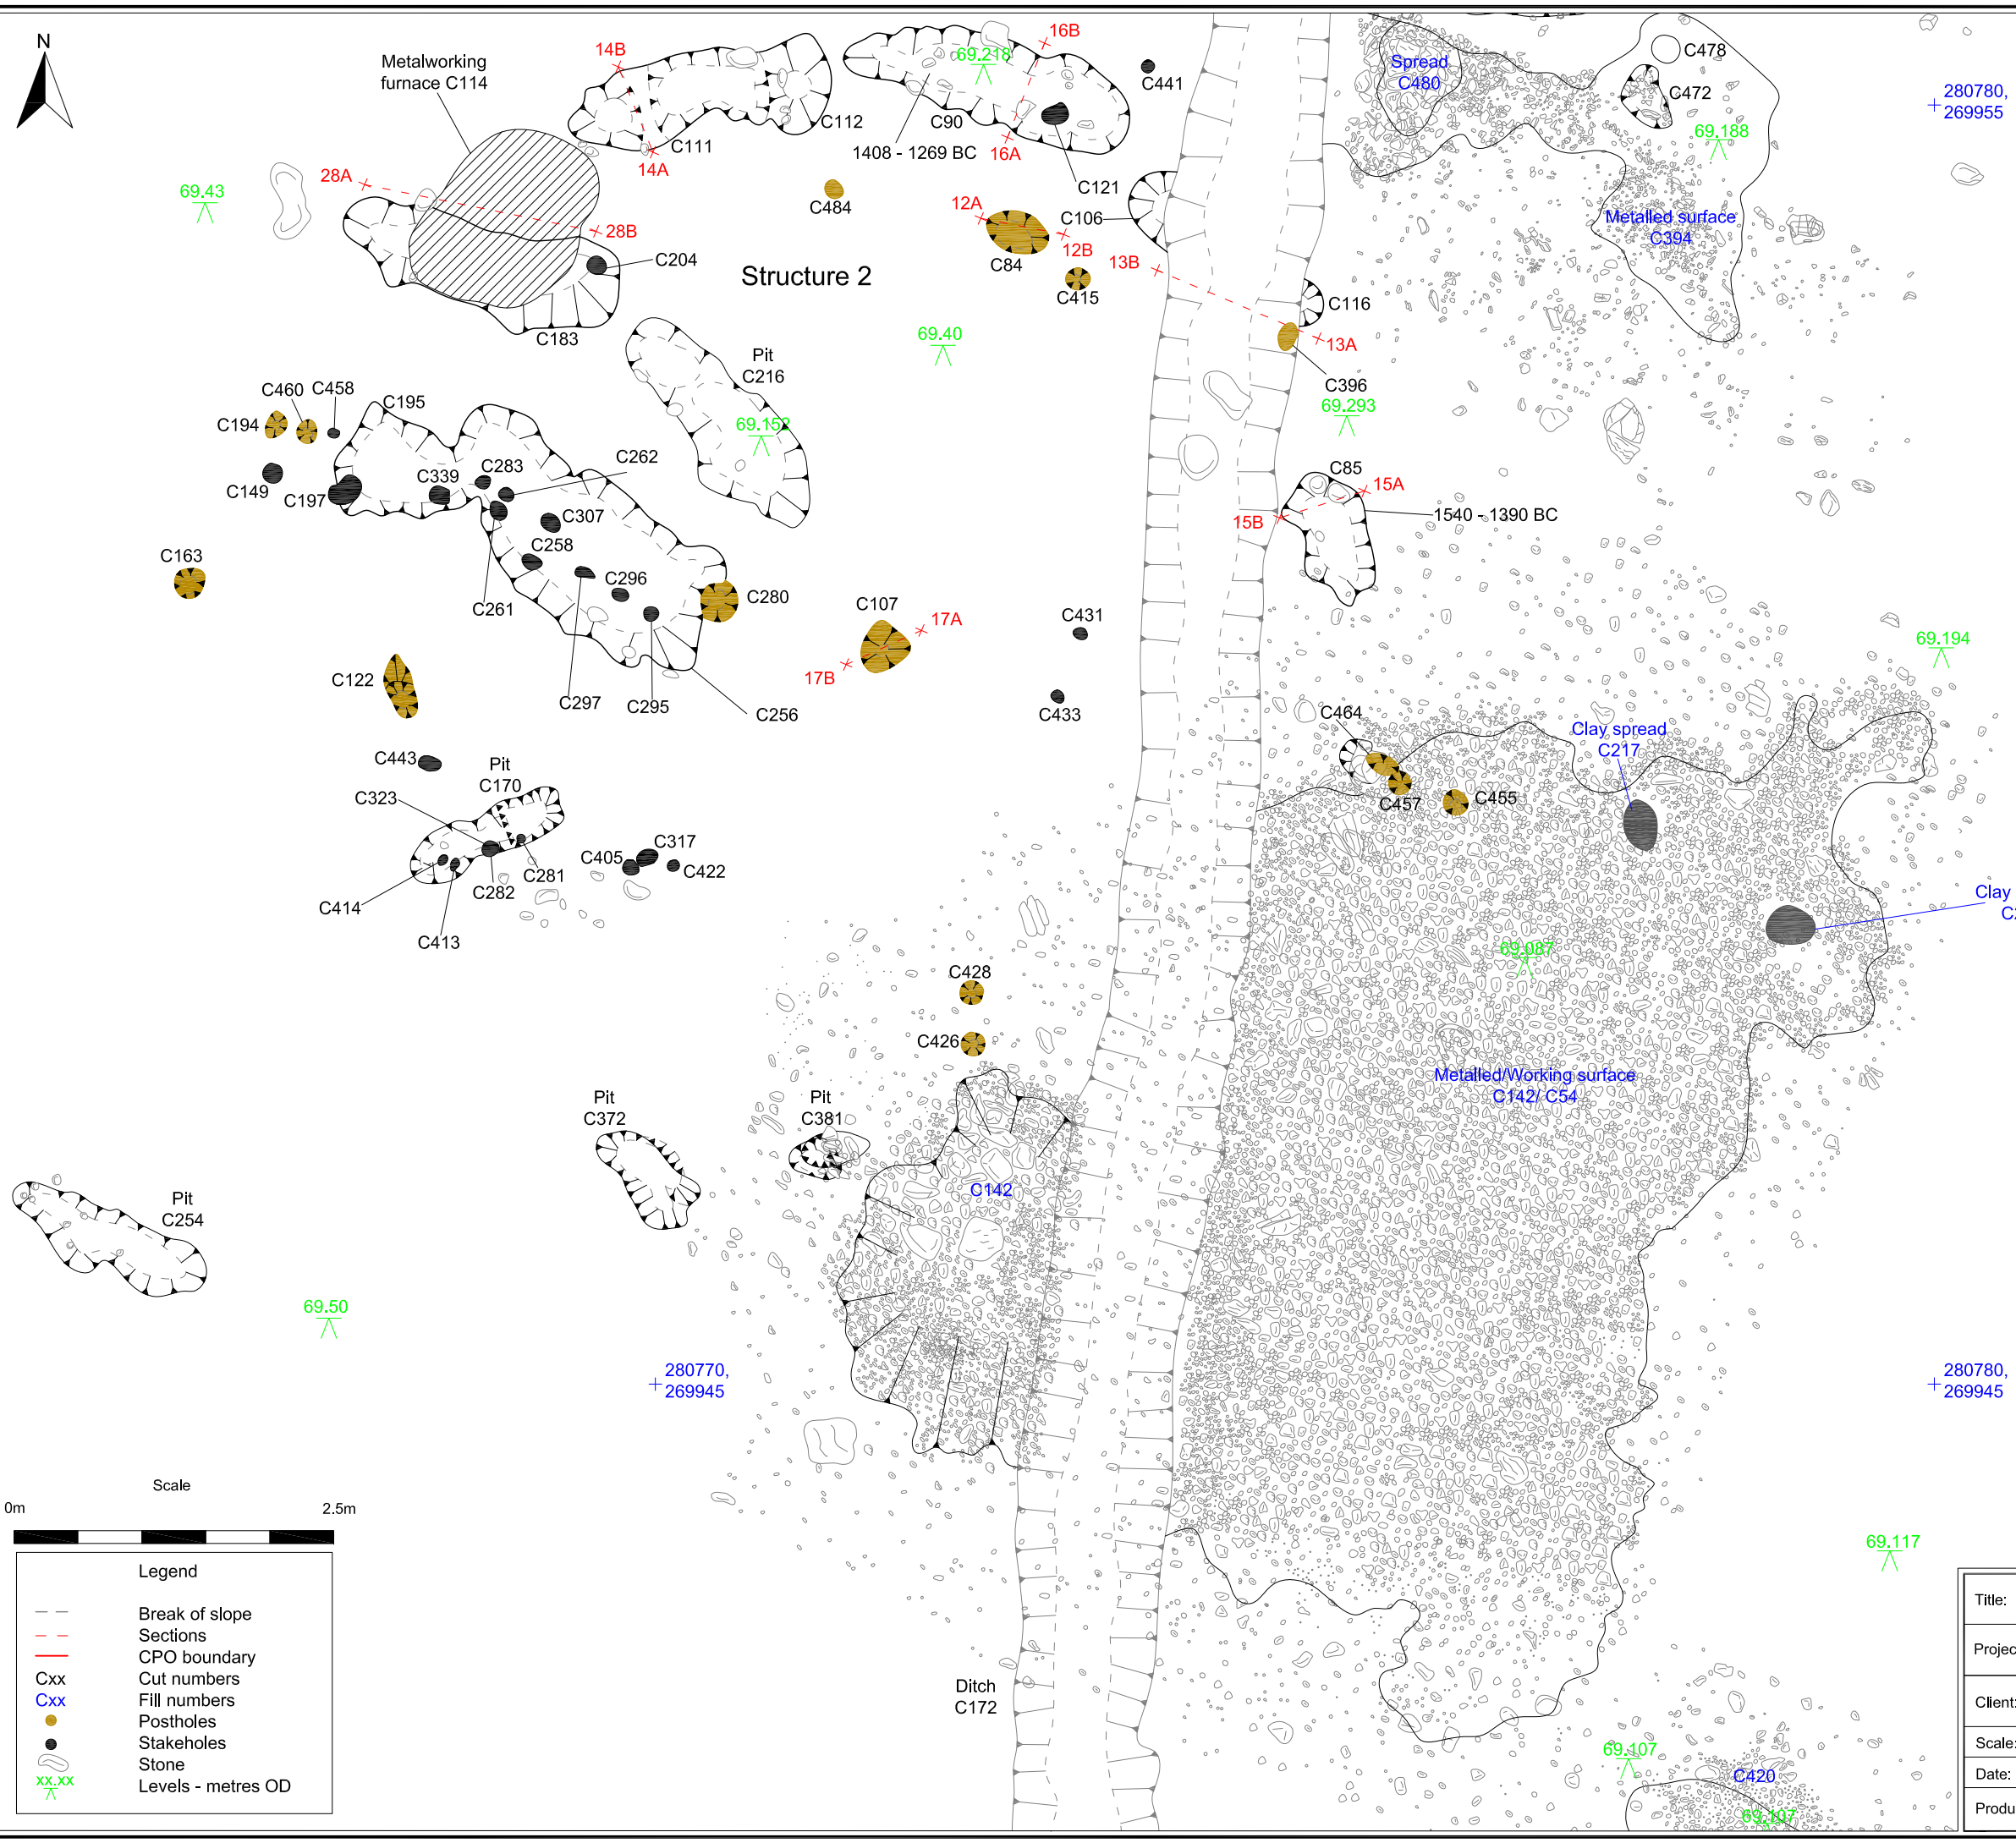 N
Metalworking
furnace C114
14B
14A
C111
C112
69.218
16B
C90
16A
1408 - 1269 BC
C121
C441
Spread
C480
C478
C472
69.188
280780,
269955
69.43
28A
28B
C204
C183
C484
Structure 2
12A
C84
12B
C106
C415
13B
C116
13A
C396
69.293
Metalled surface
C394
69.40
Pit
C216
69.152
C460
C458
C194
C195
C149
C197
C339
C283
C262
C307
C258
C296
C261
C163
C280
C107
17A
17B
C297
C295
C256
C122
C431
C433
C85
15A
15B
1540 - 1390 BC
69.194
C464
C457
C455
Clay spread
C217
Clay
C443
Pit
C170
C323
C405
C317
C422
C281
C282
C414
C413
C428
C426
69.087
Metalled/Working surface
C142/ C54
Pit
C372
Pit
C381
C142
Pit
C254
69.50
280770,
269945
280780,
269945
Scale
0m
2.5m
Legend
Break of slope
Sections
CPO boundary
Cxx Cut numbers
Cxx Fill numbers
Postholes
Stakeholes
Stone
xx.xx Levels - metres OD
Ditch
C172
69.117
69.107
C420
69.107
Title:
Scale:
Date: